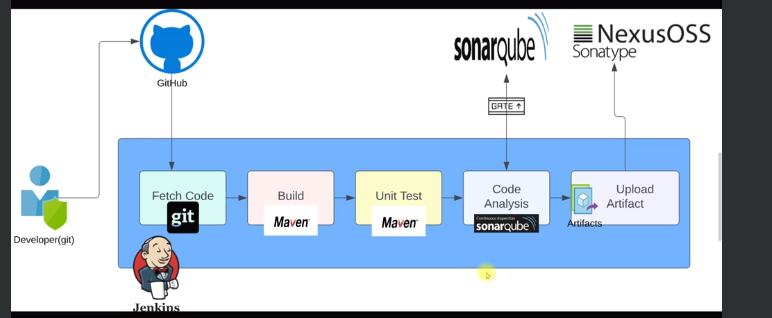 sonarqube
NexusOSS
Sonatype
GitHub
GATE ↑
Fetch Code
git
Build
Maven
Unit Test
Maven
Code
Analysis
Continuous Inspection
sonarqube
Upload
Artifact
Artifacts
Developer(git)
Jenkins